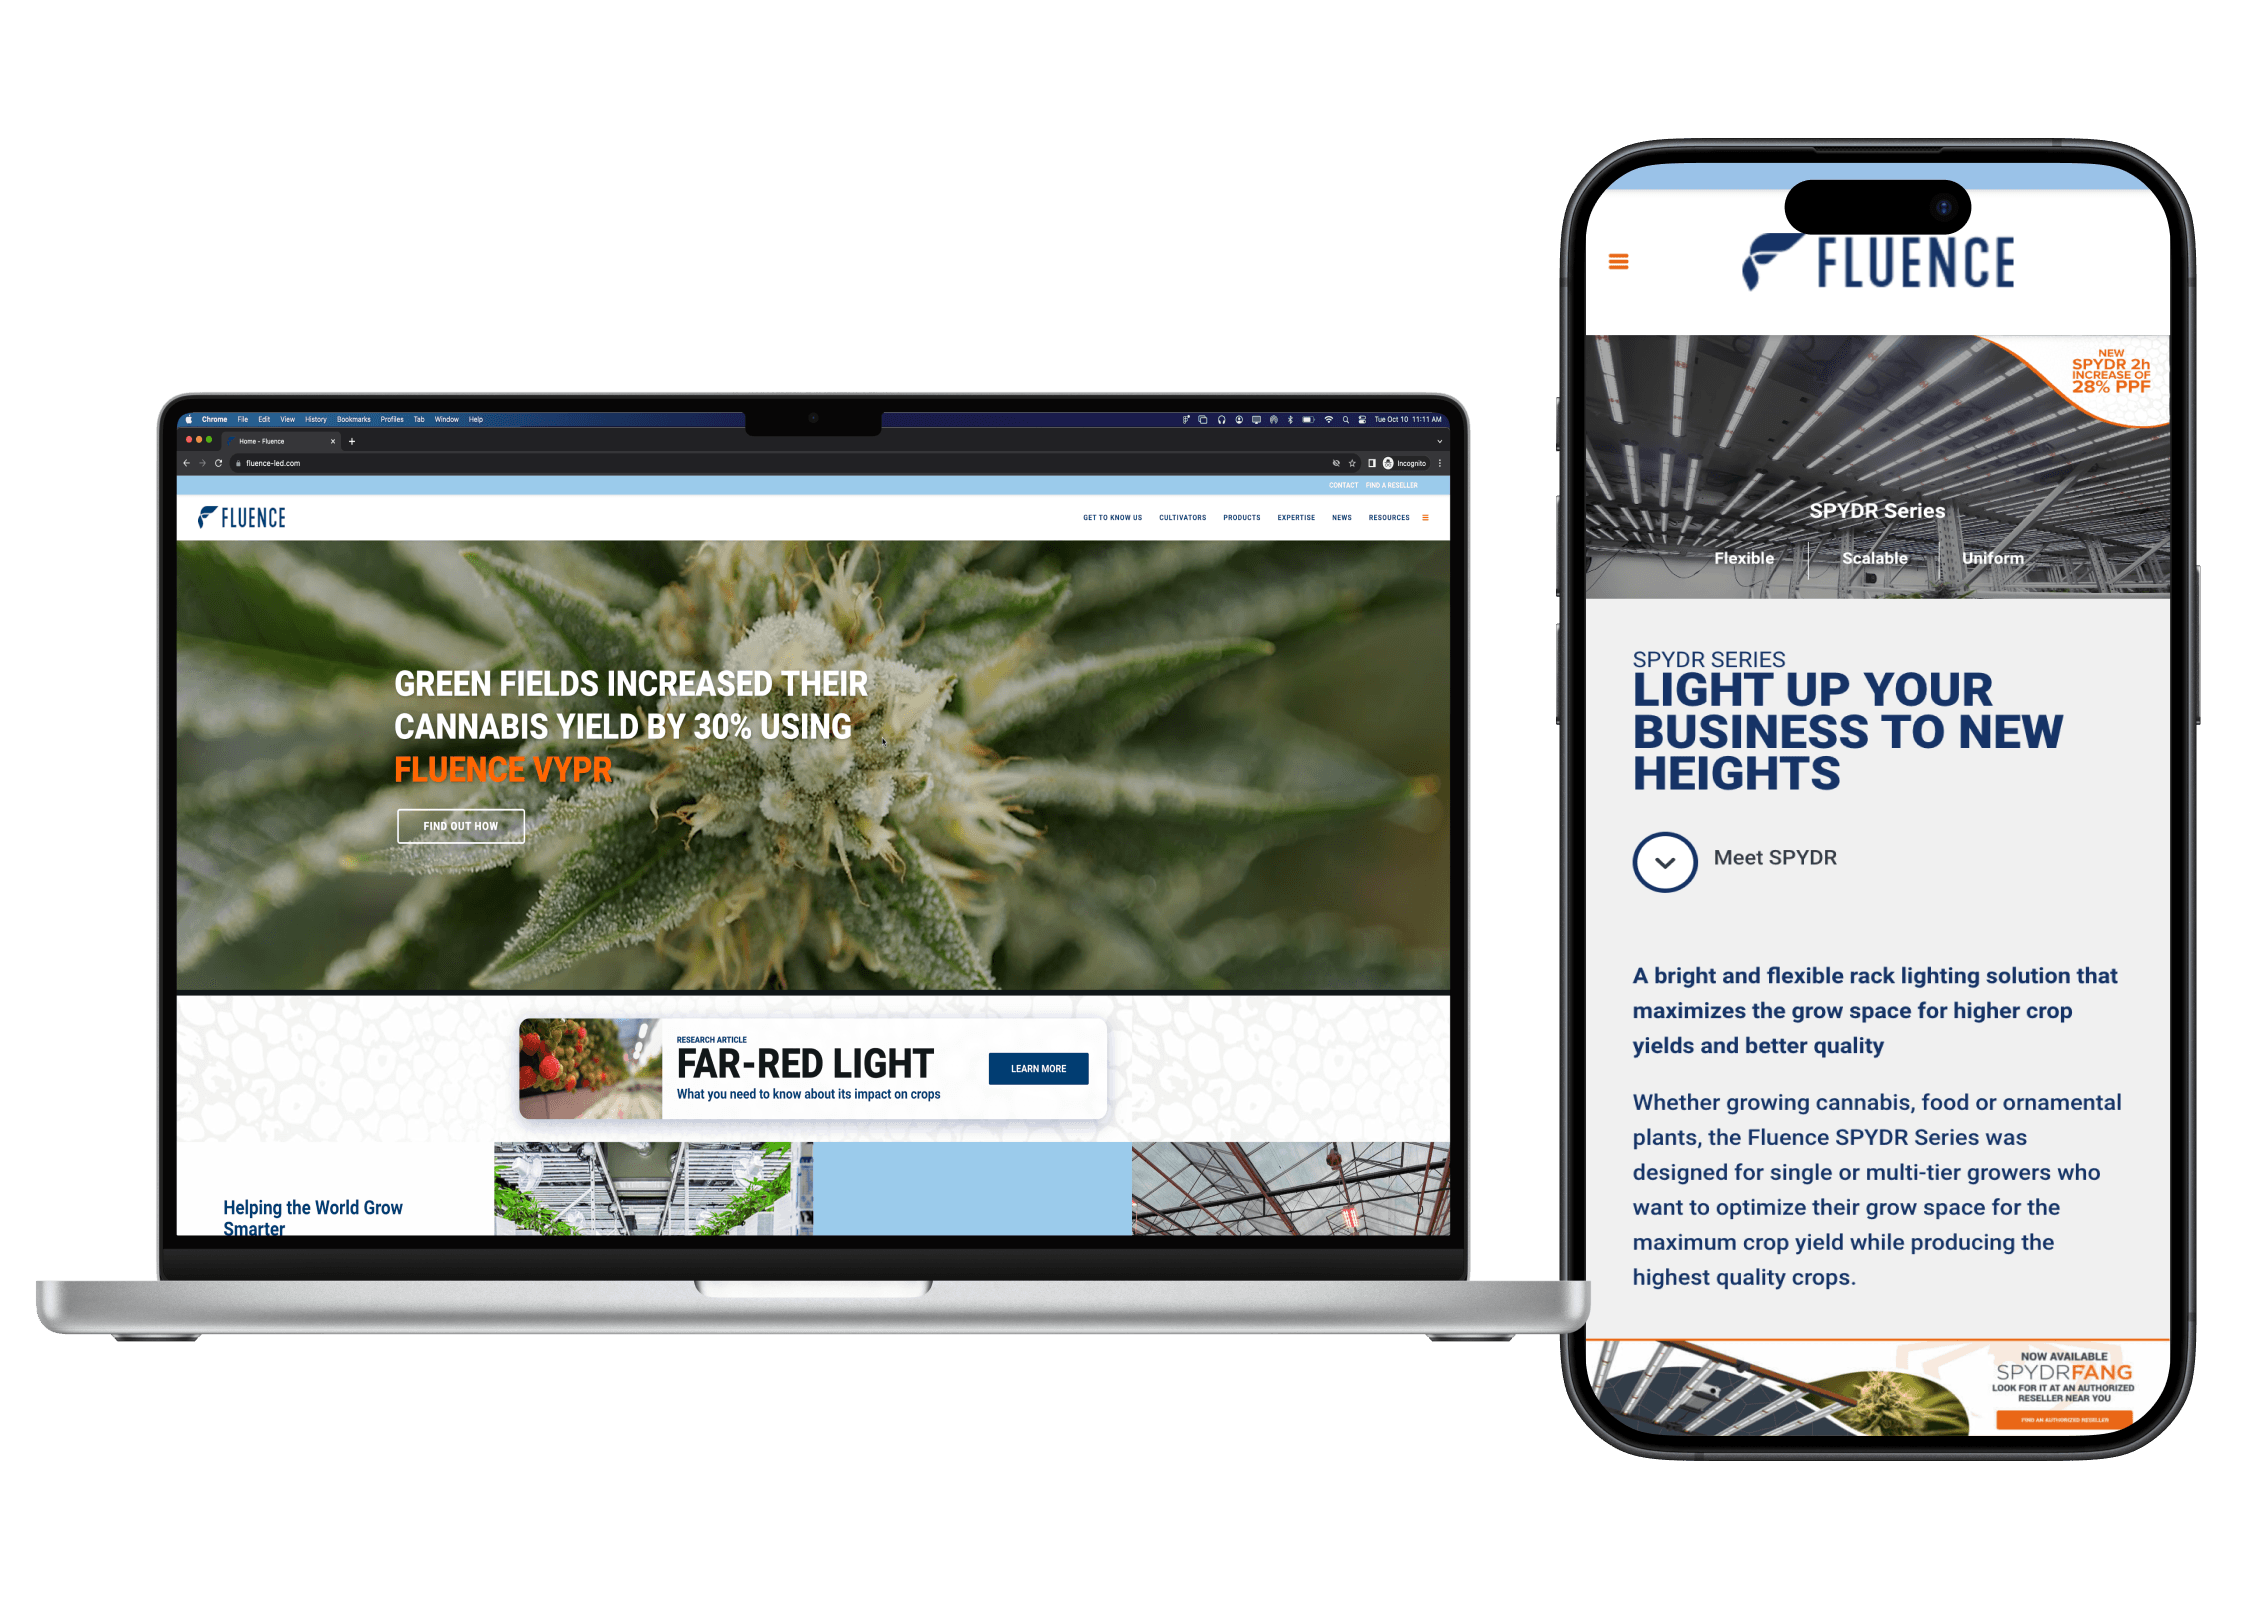 Chrome File Edit View History Bookmarks Profiles Tab Window Help
Tue Oct 10 11:11 AM
Home - Fluence
fluence-led.com
Incognito
CONTACT FIND A RESELLER
FLUENCE
GET TO KNOW US CULTIVATORS PRODUCTS EXPERTISE NEWS RESOURCES
GREEN FIELDS INCREASED THEIR
CANNABIS YIELD BY 30% USING
FLUENCE VYPR
FIND OUT HOW
RESEARCH ARTICLE
FAR-RED LIGHT
What you need to know about its impact on crops
LEARN MORE
Helping the World Grow
Smarter
FLUENCE
NEW
SPYDR 2h
INCREASE OF
28% PPF
SPYDR Series
Flexible Scalable Uniform
SPYDR SERIES
LIGHT UP YOUR
BUSINESS TO NEW
HEIGHTS
Meet SPYDR
A bright and flexible rack lighting solution that
maximizes the grow space for higher crop
yields and better quality
Whether growing cannabis, food or ornamental
plants, the Fluence SPYDR Series was
designed for single or multi-tier growers who
want to optimize their grow space for the
maximum crop yield while producing the
highest quality crops.
NOW AVAILABLE
SPYDRFANG
LOOK FOR IT AT AN AUTHORIZED
RESELLER NEAR YOU
FIND AN AUTHORIZED RESELLER